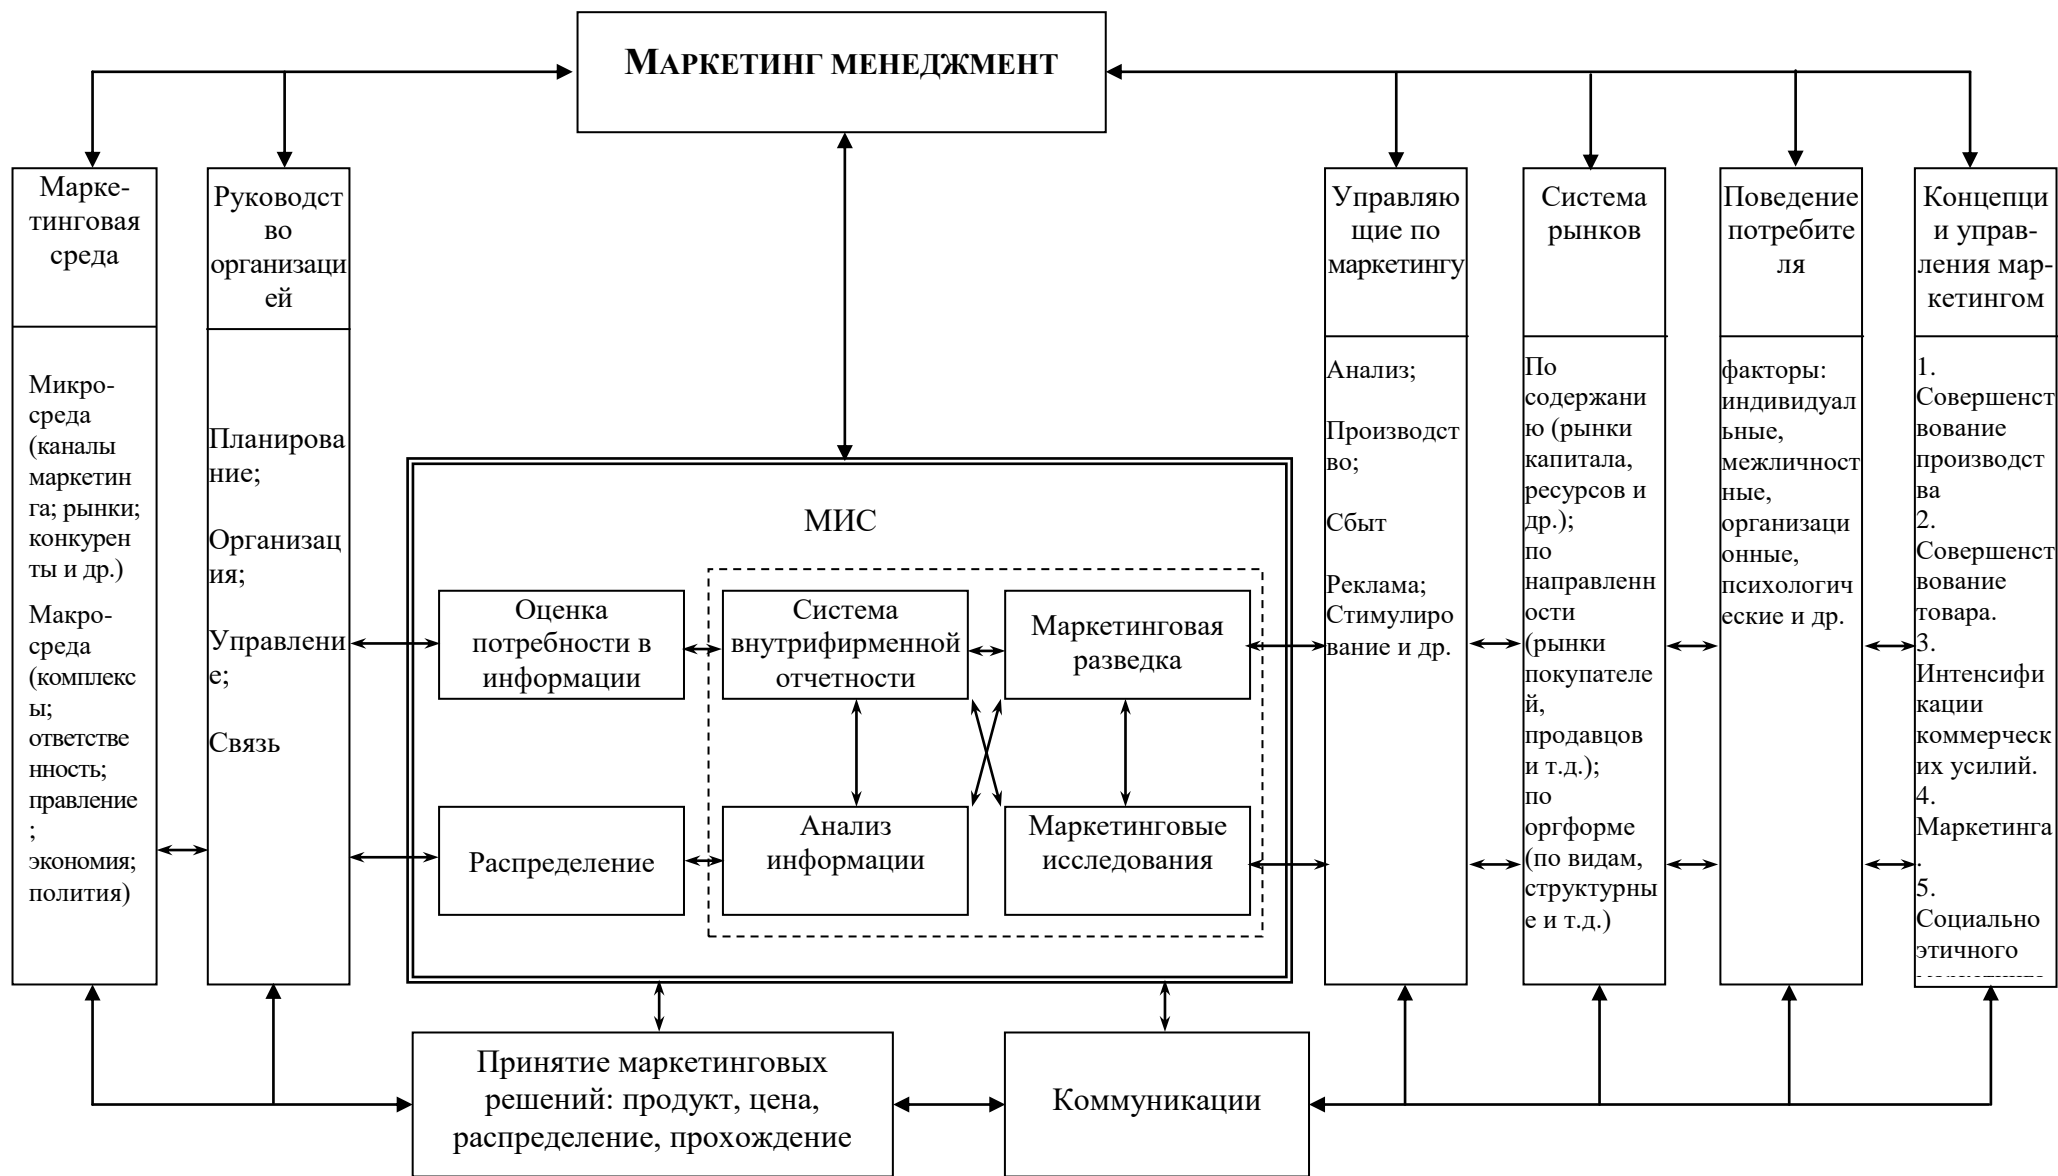 МАРКЕТИНГ МЕНЕДЖМЕНТ
Марке-
тинговая
среда
Микро-
среда
(каналы
маркетин
га; рынки;
конкурен
ты и др.)
Макро-
среда
(комплекс
ы;
ответстве
нность;
правление
;
экономия;
полития)
Руководст
во
организаци
ей
Планирова
ние;
Организац
ия;
Управлени
е;
Связь
МИС
Оценка
потребности в
информации
Система
внутрифирменной
отчетности
Маркетинговая
разведка
Распределение
Анализ
информации
Маркетинговые
исследования
Управляю
щие по
маркетингу
Анализ;
Производст
во;
Сбыт
Реклама;
Стимулиро
вание и др.
Система
рынков
По
содержани
ю (рынки
капитала,
ресурсов и
др.);
по
направленн
ости
(рынки
покупателе
й,
продавцов
и т.д.);
по
оргформе
(по видам,
структурны
е и т.д.)
Поведение
потребите
ля
факторы:
индивидуал
ьные,
межличност
ные,
организаци
онные,
психологич
еские и др.
Концепци
и управ-
ления мар-
кетингом
1.
Совершенст
вование
производст
ва
2.
Совершенст
вование
товара.
3.
Интенсифи
кации
коммерческ
их усилий.
4.
Маркетинга
.
5.
Социально
этичного
Принятие маркетинговых
решений: продукт, цена,
распределение, прохождение
Коммуникации